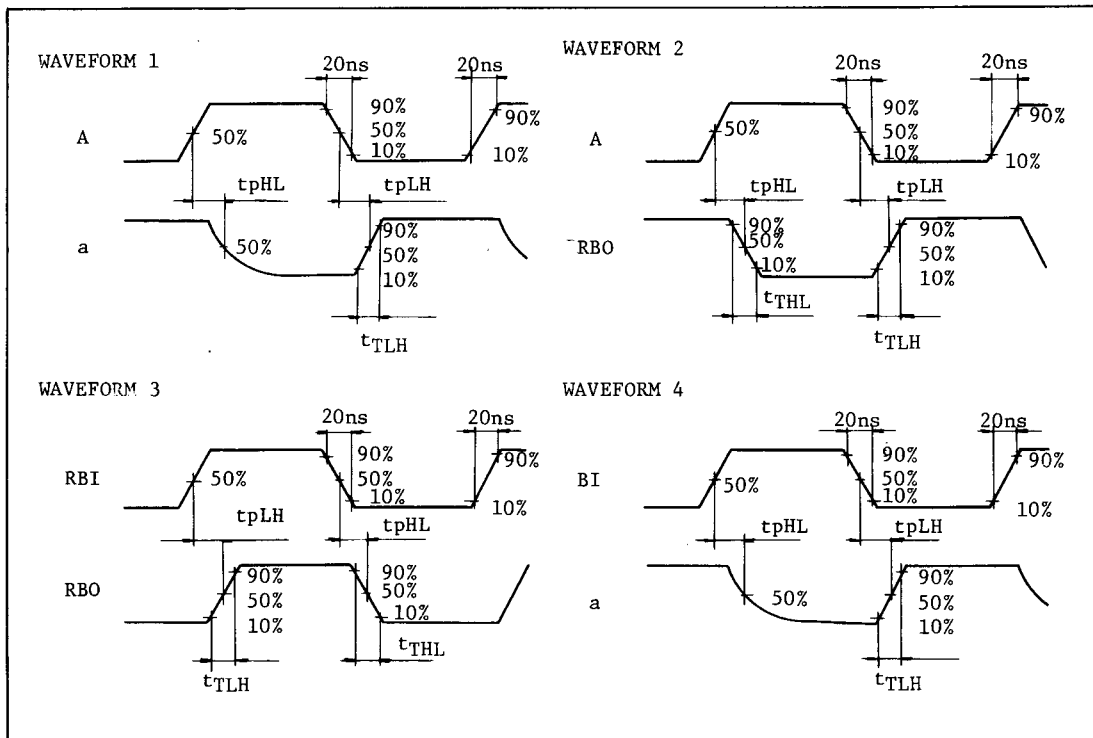 WAVEFORM 1
20ns
20ns
A
50%
90%
50%
10%
90%
10%
tpHL
tpLH
a
50%
90%
50%
10%
tTLH
WAVEFORM 2
20ns
20ns
A
50%
90%
50%
10%
90%
10%
tpHL
tpLH
RBO
90%
50%
10%
90%
50%
10%
tTHL
tTLH
WAVEFORM 3
20ns
20ns
RBI
50%
90%
50%
10%
90%
10%
tpLH
tpHL
RBO
90%
50%
10%
90%
50%
10%
tTHL
tTLH
WAVEFORM 4
20ns
20ns
BI
50%
90%
50%
10%
90%
10%
tpHL
tpLH
a
50%
90%
50%
10%
tTLH